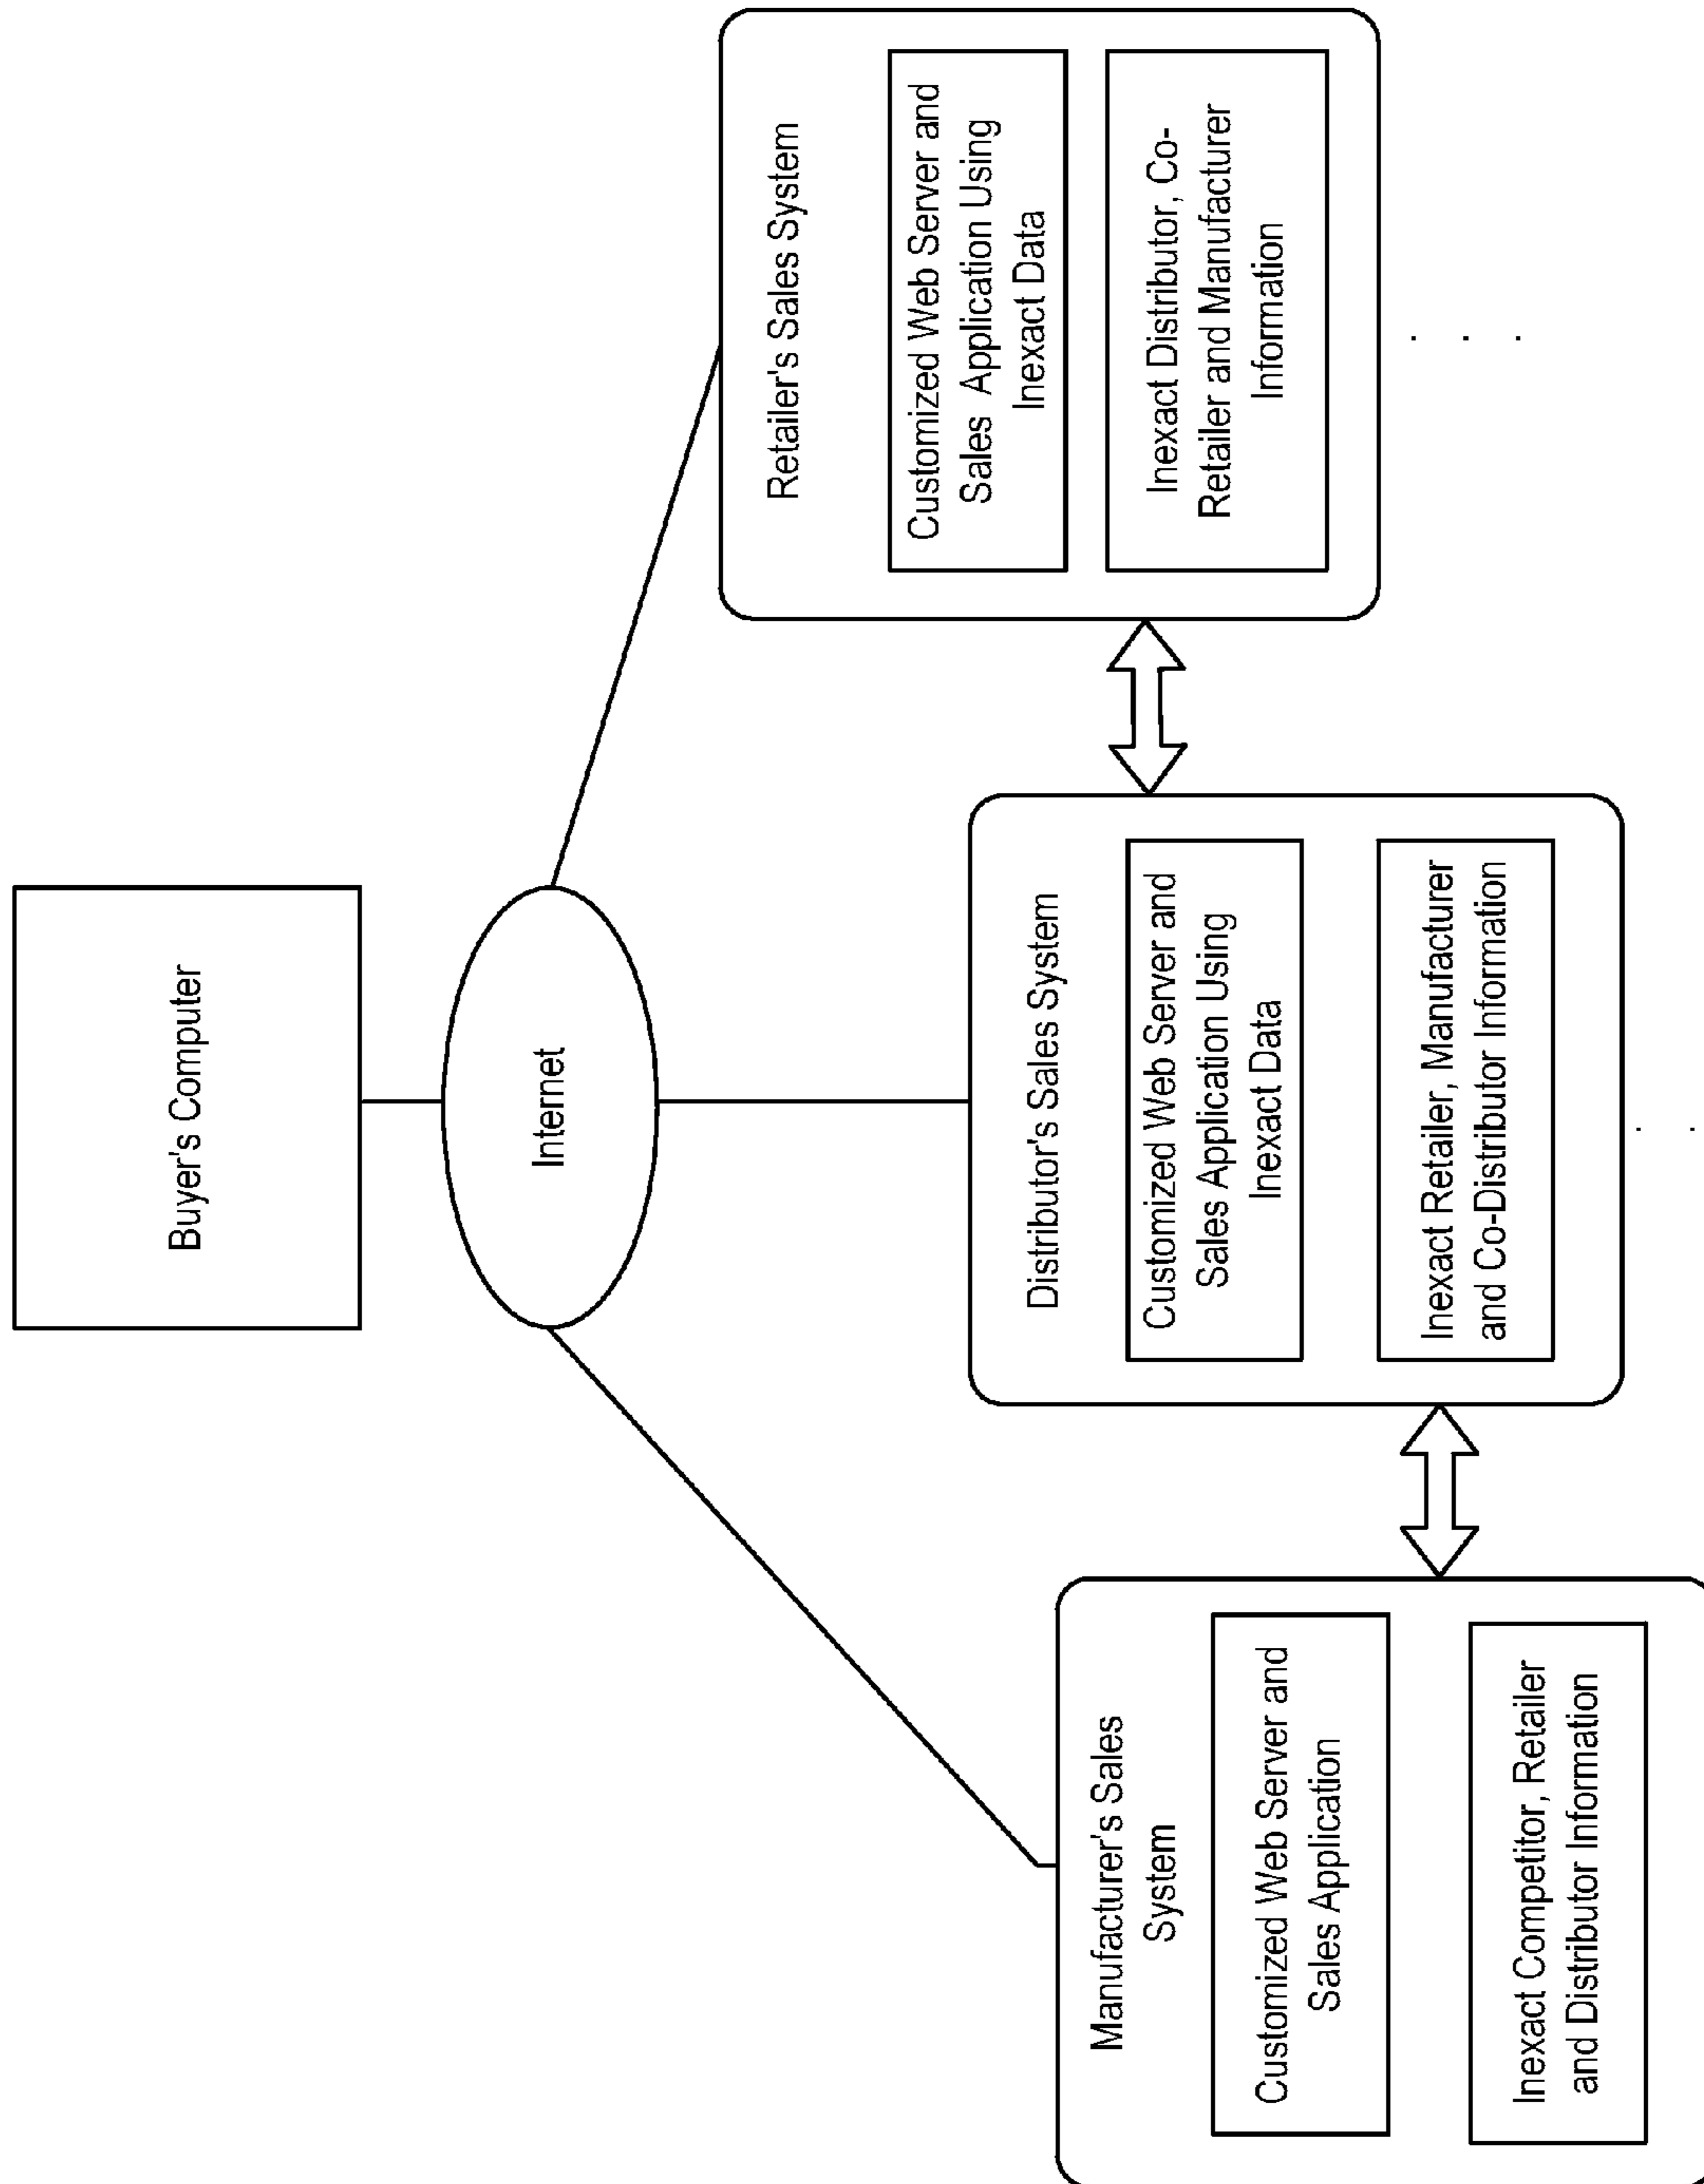 Buyer's Computer
Internet
Manufacturer's Sales
System
Customized Web Server and
Sales Application
Inexact Competitor, Retailer
and Distributor Information
Distributor's Sales System
Customized Web Server and
Sales Application Using
Inexact Data
Inexact Retailer, Manufacturer
and Co-Distributor Information
Retailer's Sales System
Customized Web Server and
Sales Application Using
Inexact Data
Inexact Distributor, Co-
Retailer and Manufacturer
Information